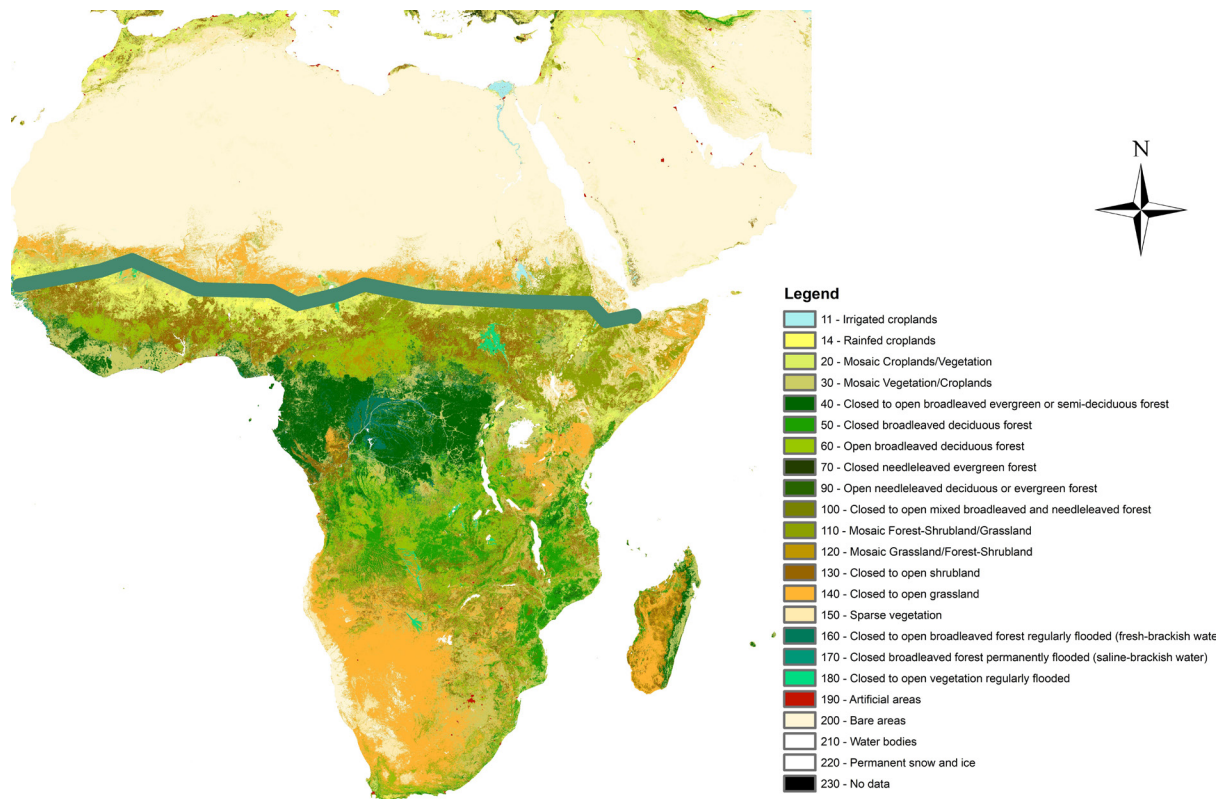 N
Legend
11 - Irrigated croplands
14 - Rainfed croplands
20 - Mosaic Croplands/Vegetation
30 - Mosaic Vegetation/Croplands
40 - Closed to open broadleaved evergreen or semi-deciduous forest
50 - Closed broadleaved deciduous forest
60 - Open broadleaved deciduous forest
70 - Closed needleleaved evergreen forest
90 - Open needleleaved deciduous or evergreen forest
100 - Closed to open mixed broadleaved and needleleaved forest
110 - Mosaic Forest-Shrubland/Grassland
120 - Mosaic Grassland/Forest-Shrubland
130 - Closed to open shrubland
140 - Closed to open grassland
150 - Sparse vegetation
160 - Closed to open broadleaved forest regularly flooded (fresh-brackish wate
170 - Closed broadleaved forest permanently flooded (saline-brackish water)
180 - Closed to open vegetation regularly flooded
190 - Artificial areas
200 - Bare areas
210 - Water bodies
220 - Permanent snow and ice
230 - No data